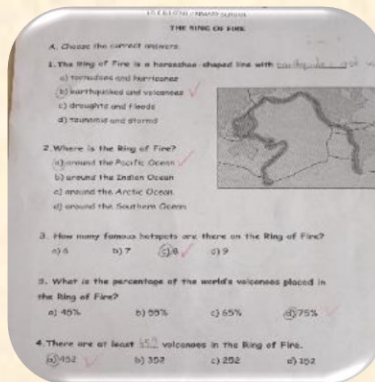 THE RING OF FIRE
A. Choose the correct answers.
1. The Ring of Fire is a horseshoe-shaped line with
a) tornadoes and hurricanes
b) earthquakes and volcanoes
c) droughts and floods
d) tsunamis and storms
2. Where is the Ring of Fire?
a) around the Pacific Ocean
b) around the Indian Ocean
c) around the Arctic Ocean
d) around the Southern Ocean
3. How many famous hotspots are there on the Ring of Fire?
a) 6 b) 7 c) 8 d) 9
5. What is the percentage of the world's volcanoes placed in
the Ring of Fire?
a) 45% b) 55% c) 65% d) 75%
4. There are at least 452 volcanoes in the Ring of Fire.
a) 452 b) 352 c) 252 d) 152